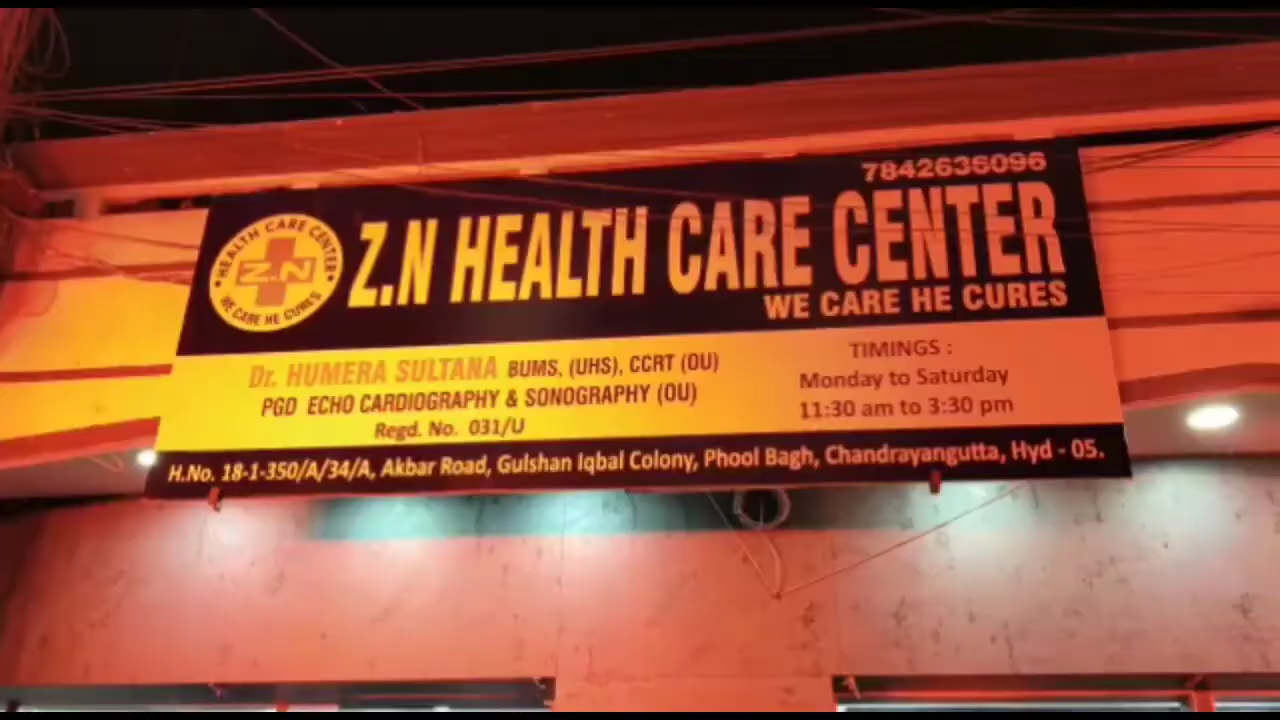 7842636096
HEALTH CARE CENTER
Z.N
WE CARE HE CURES
Z.N HEALTH CARE CENTER
WE CARE HE CURES
Dr. HUMERA SULTANA BUMS, (UHS), CCRT (OU)
PGD ECHO CARDIOGRAPHY & SONOGRAPHY (OU)
Regd. No. 031/U
TIMINGS :
Monday to Saturday
11:30 am to 3:30 pm
H.No. 18-1-350/A/34/A, Akbar Road, Gulshan Iqbal Colony, Phool Bagh, Chandrayangutta, Hyd - 05.